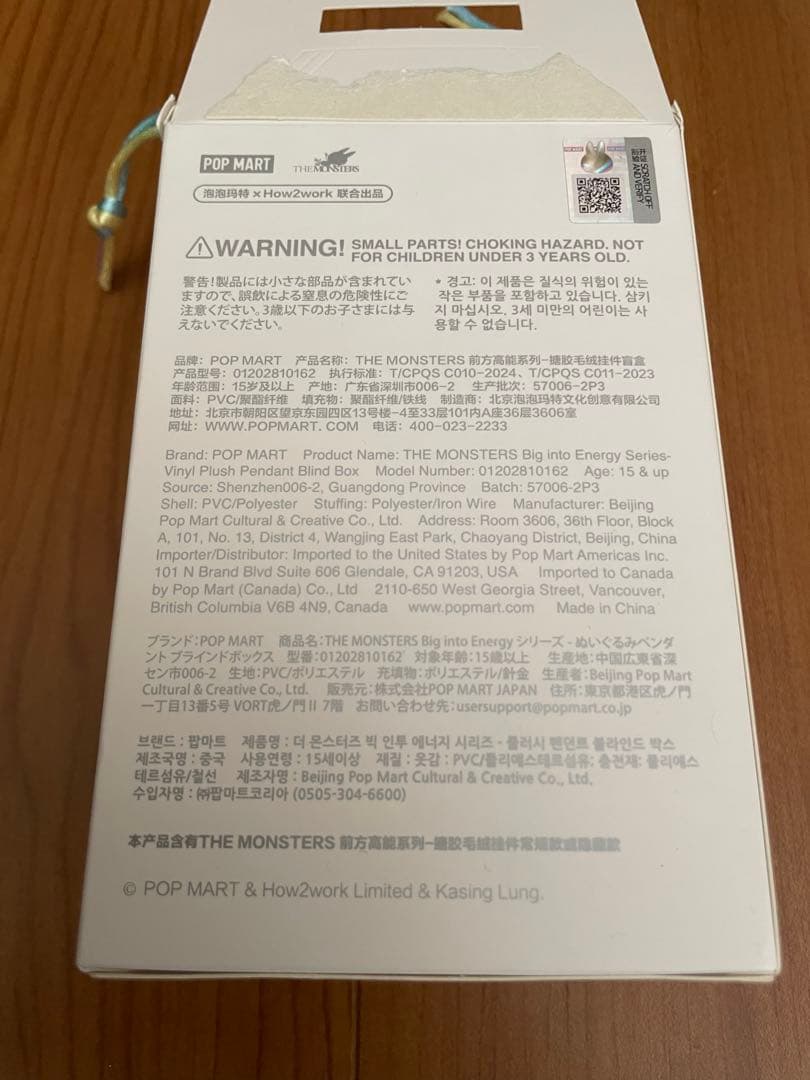 POP MART THE MONSTERS
泡泡玛特 × How2work 联合出品
POP MART
开盒 SCRATCH OFF
刮验 AND VERIFY
WARNING! SMALL PARTS! CHOKING HAZARD. NOT
FOR CHILDREN UNDER 3 YEARS OLD.
警告！製品には小さな部品が含まれてい
ますので、誤飲による窒息の危険性にご
注意ください。3歳以下のお子さまには与
えないでください。
* 경고: 이 제품은 질식의 위험이 있는
작은 부품을 포함하고 있습니다. 삼키
지 마십시오. 3세 미만의 어린이는 사
용할 수 없습니다.
品牌：POP MART 产品名称：THE MONSTERS 前方高能系列-搪胶毛绒挂件盲盒
产品型号：01202810162 执行标准：T/CPQS C010-2024、T/CPQS C011-2023
年龄范围：15岁及以上 产地：广东省深圳市006-2 生产批次：57006-2P3
面料：PVC/聚酯纤维 填充物：聚酯纤维/铁线 制造商：北京泡泡玛特文化创意有限公司
地址：北京市朝阳区望京东园四区13号楼-4至33层101内A座36层3606室
网址：WWW.POPMART. COM 电话：400-023-2233
Brand: POP MART Product Name: THE MONSTERS Big into Energy Series-
Vinyl Plush Pendant Blind Box Model Number: 01202810162 Age: 15 & up
Source: Shenzhen006-2, Guangdong Province Batch: 57006-2P3
Shell: PVC/Polyester Stuffing: Polyester/Iron Wire Manufacturer: Beijing
Pop Mart Cultural & Creative Co., Ltd. Address: Room 3606, 36th Floor, Block
A, 101, No. 13, District 4, Wangjing East Park, Chaoyang District, Beijing, China
Importer/Distributor: Imported to the United States by Pop Mart Americas Inc.
101 N Brand Blvd Suite 606 Glendale, CA 91203, USA Imported to Canada
by Pop Mart (Canada) Co., Ltd 2110-650 West Georgia Street, Vancouver,
British Columbia V6B 4N9, Canada www.popmart.com Made in China
ブランド：POP MART 商品名：THE MONSTERS Big into Energy シリーズ - ぬいぐるみペンダ
ント ブラインドボックス 型番：01202810162 対象年齢：15歳以上 生産地：中国広東省深
セン市006-2 生地：PVC/ポリエステル 充填物：ポリエステル/針金 生産者：Beijing Pop Mart
Cultural & Creative Co., Ltd. 販売元：株式会社POP MART JAPAN 住所：東京都港区虎ノ門
一丁目13番5号 VORT虎ノ門 II 7階 お問い合わせ先：usersupport@popmart.co.jp
브랜드 : 팝마트 제품명 : 더 몬스터즈 빅 인투 에너지 시리즈 - 플러시 펜던트 블라인드 박스
제조국명 : 중국 사용연령 : 15세이상 재질 : 옷감 : PVC/폴리에스테르섬유; 충전재: 폴리에스
테르섬유/철선 제조자명 : Beijing Pop Mart Cultural & Creative Co., Ltd.
수입자명 : ㈜팝마트코리아 (0505-304-6600)
本产品含有THE MONSTERS 前方高能系列-搪胶毛绒挂件常规款或隐藏款
© POP MART & How2work Limited & Kasing Lung.